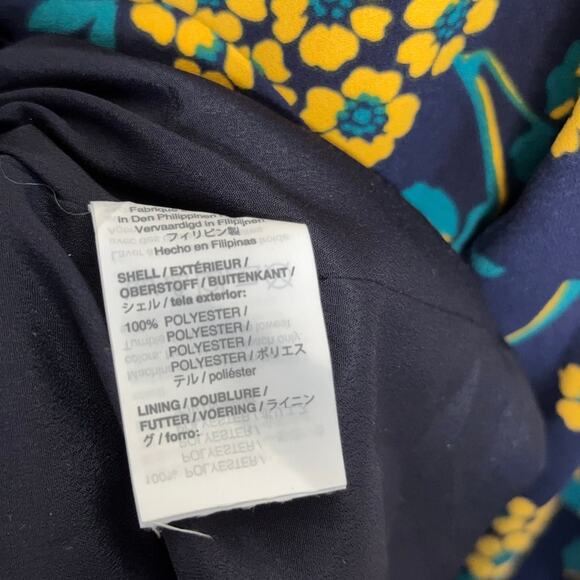 Fabriqué
in Den Philippinen
Vervaardigd in Filipijnen
フィリピン製
Hecho en Filipinas
SHELL / EXTÉRIEUR /
OBERSTOFF / BUITENKANT /
シェル / tela exterior:
100% POLYESTER /
POLYESTER /
POLYESTER /
POLYESTER / ポリエス
テル / poliéster
LINING / DOUBLURE /
FUTTER / VOERING / ライニン
グ / forro: